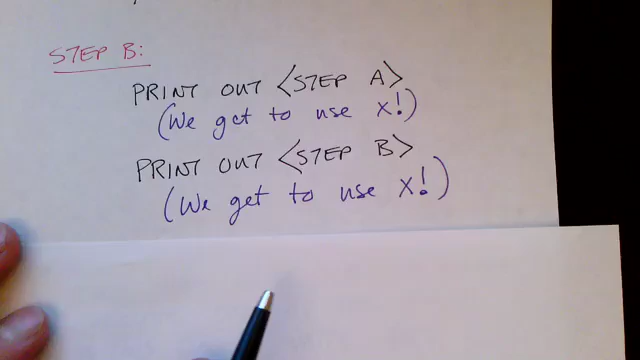 STEP B:
PRINT OUT <STEP A>
(We get to use x!)
PRINT OUT <STEP B>
(We get to use x!)